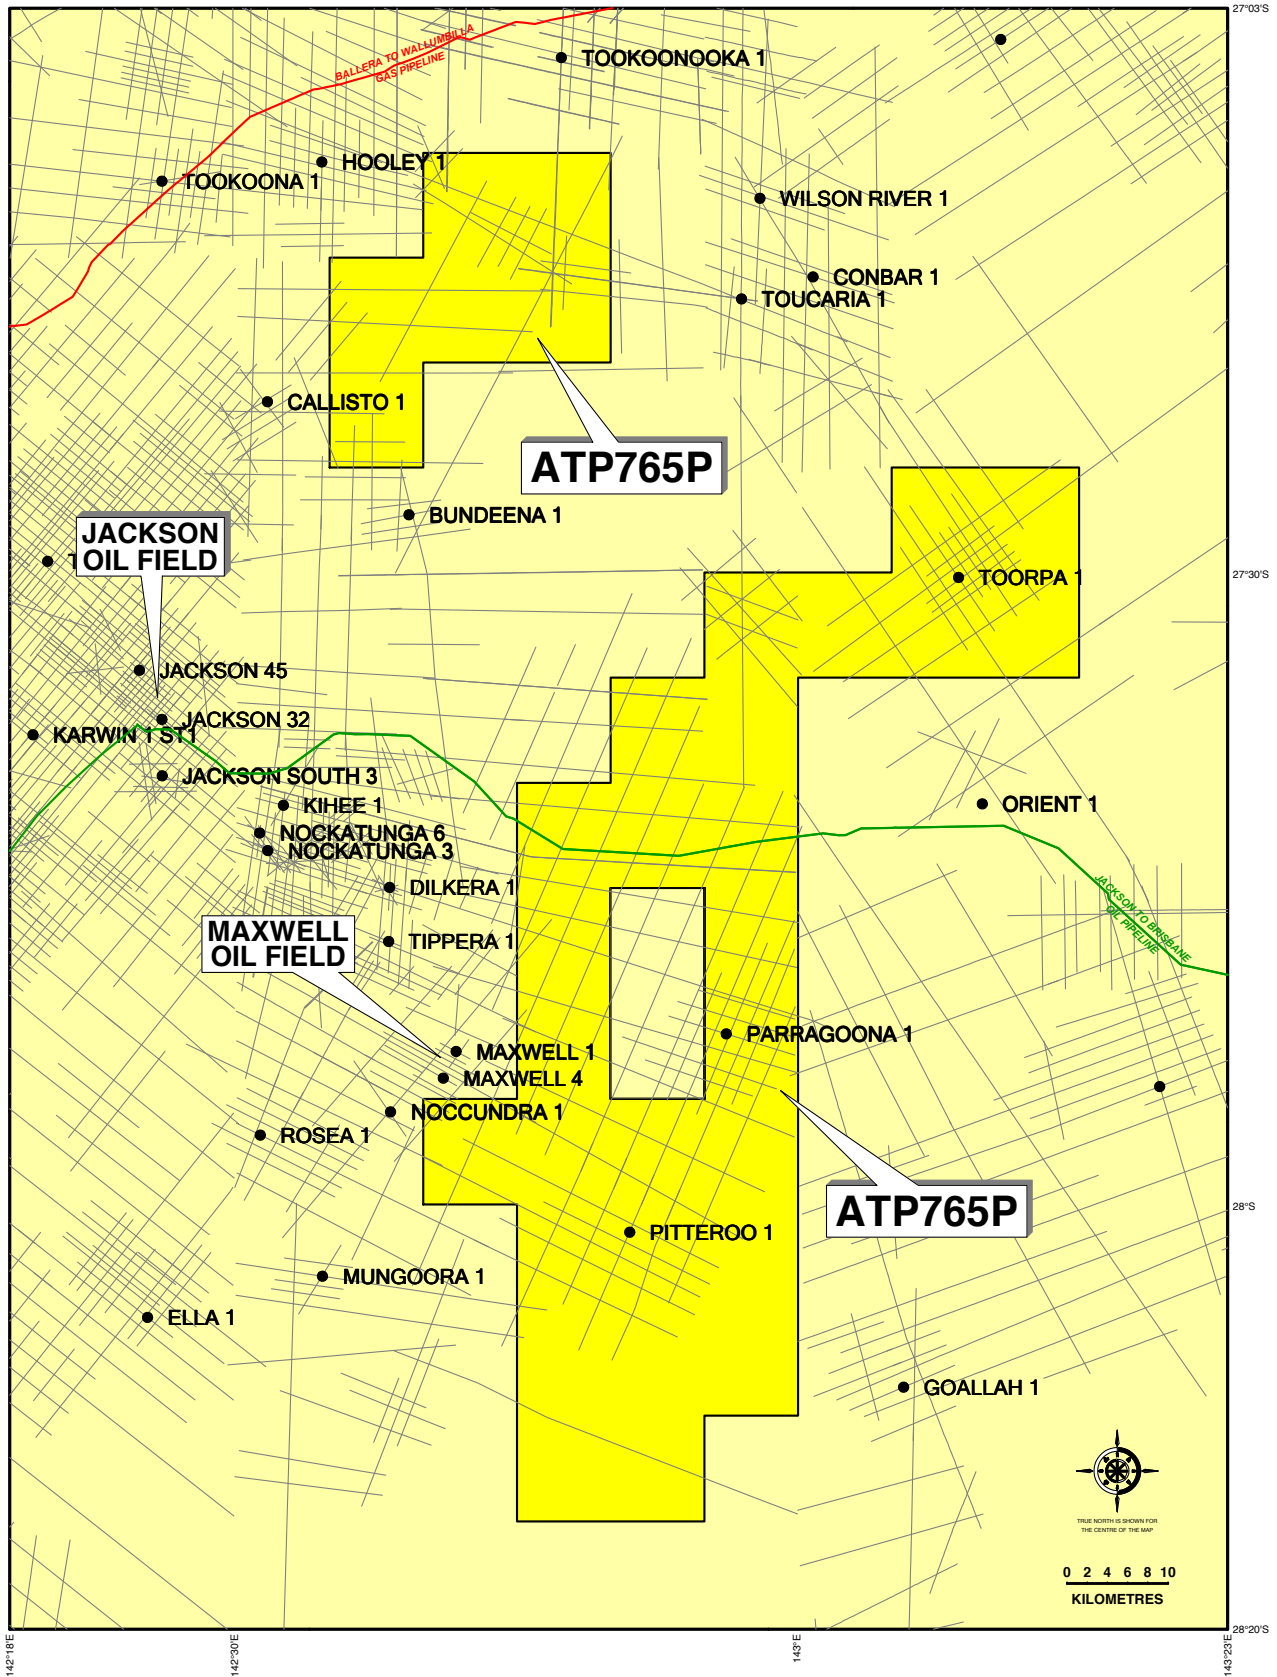 27°03'S
BALLERA TO WALLUMBILLA
GAS PIPELINE
TOOKOONOOKA 1
HOOLEY 1
TOOKOONA 1
WILSON RIVER 1
CONBAR 1
TOUCARIA 1
CALLISTO 1
ATP765P
BUNDEENA 1
JACKSON
OIL FIELD
TOORPA 1
27°30'S
JACKSON 45
JACKSON 32
KARWIN 1 ST1
JACKSON SOUTH 3
KIHEE 1
ORIENT 1
NOCKATUNGA 6
NOCKATUNGA 3
DILKERA 1
JACKSON TO BRISBANE
OIL PIPELINE
MAXWELL
OIL FIELD
TIPPERA 1
PARRAGOONA 1
MAXWELL 1
MAXWELL 4
NOCCUNDRA 1
ROSEA 1
ATP765P
28°S
PITTEROO 1
MUNGOORA 1
ELLA 1
GOALLAH 1
TRUE NORTH IS SHOWN FOR
THE CENTRE OF THE MAP
0 2 4 6 8 10
KILOMETRES
28°20'S
142°18'E
142°30'E
143°E
143°23'E